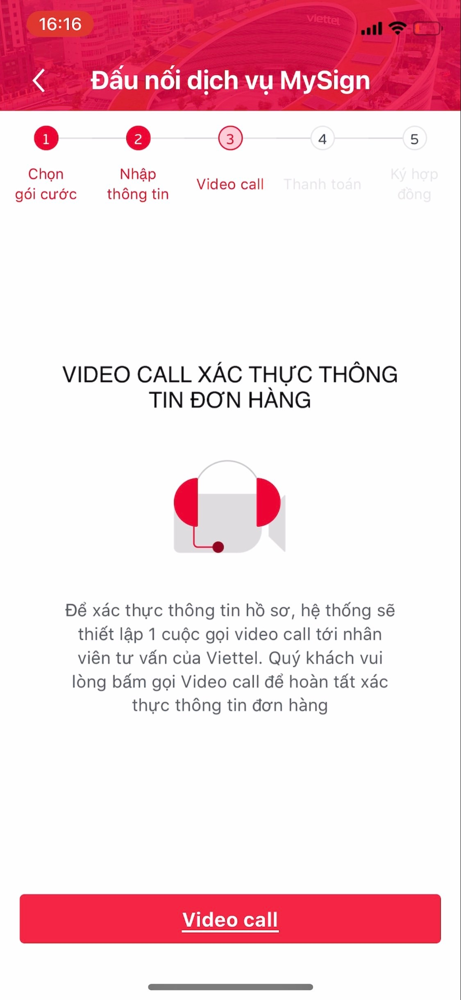 16:16
viettel
Đấu nối dịch vụ MySign
1
2
3
4
5
Chọn
gói cước
Nhập
thông tin
Video call
Thanh toán
Ký hợp
đồng
VIDEO CALL XÁC THỰC THÔNG
TIN ĐƠN HÀNG
Để xác thực thông tin hồ sơ, hệ thống sẽ
thiết lập 1 cuộc gọi video call tới nhân
viên tư vấn của Viettel. Quý khách vui
lòng bấm gọi Video call để hoàn tất xác
thực thông tin đơn hàng
Video call